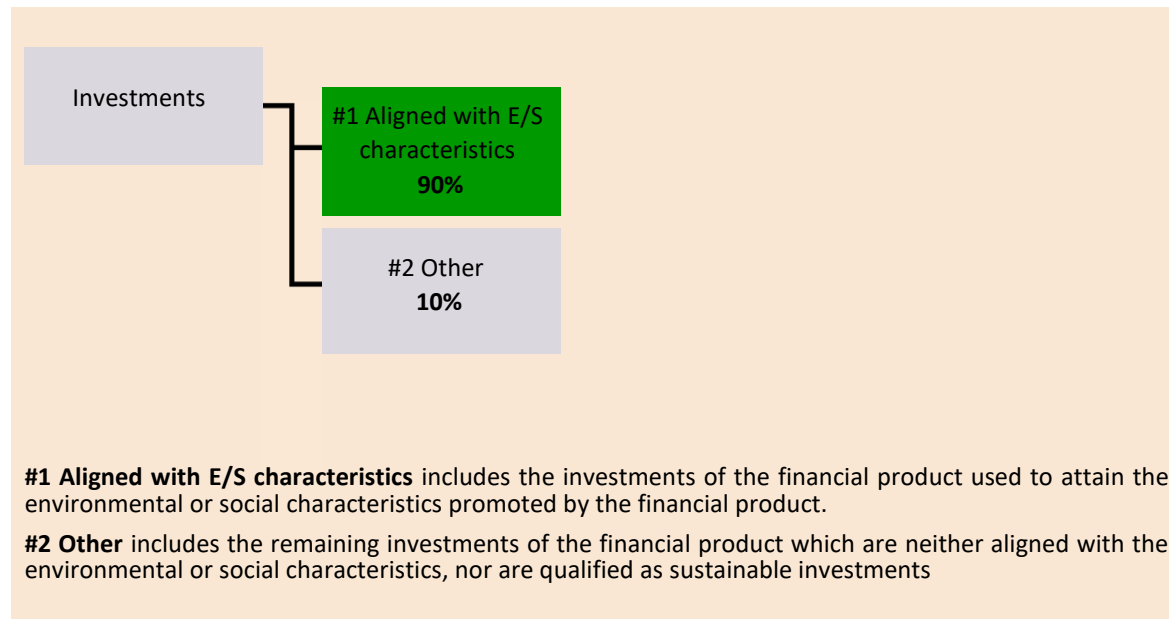 Investments
#1 Aligned with E/S
characteristics
90%
#2 Other
10%
#1 Aligned with E/S characteristics includes the investments of the financial product used to attain the
environmental or social characteristics promoted by the financial product.
#2 Other includes the remaining investments of the financial product which are neither aligned with the
environmental or social characteristics, nor are qualified as sustainable investments